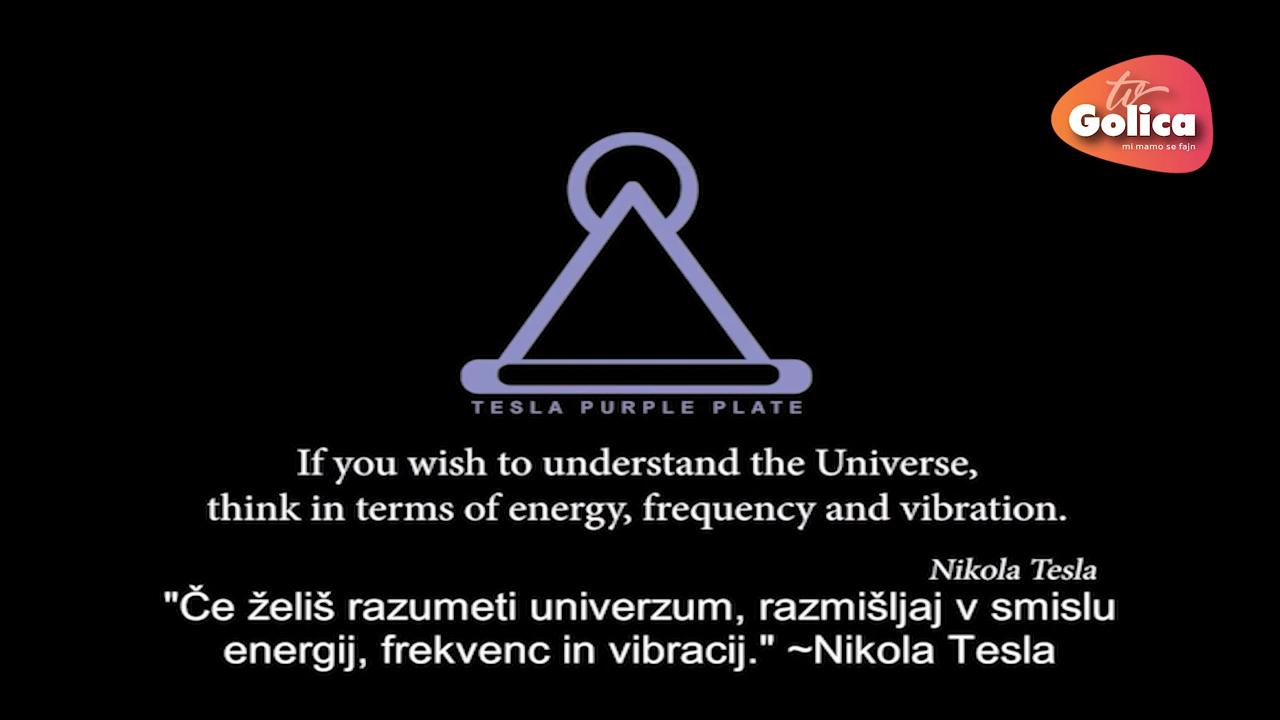 tv
Golica
mi mamo se fajn
TESLA PURPLE PLATE
If you wish to understand the Universe,
think in terms of energy, frequency and vibration.
Nikola Tesla
"Če želiš razumeti univerzum, razmišljaj v smislu
energij, frekvenc in vibracij." ~Nikola Tesla